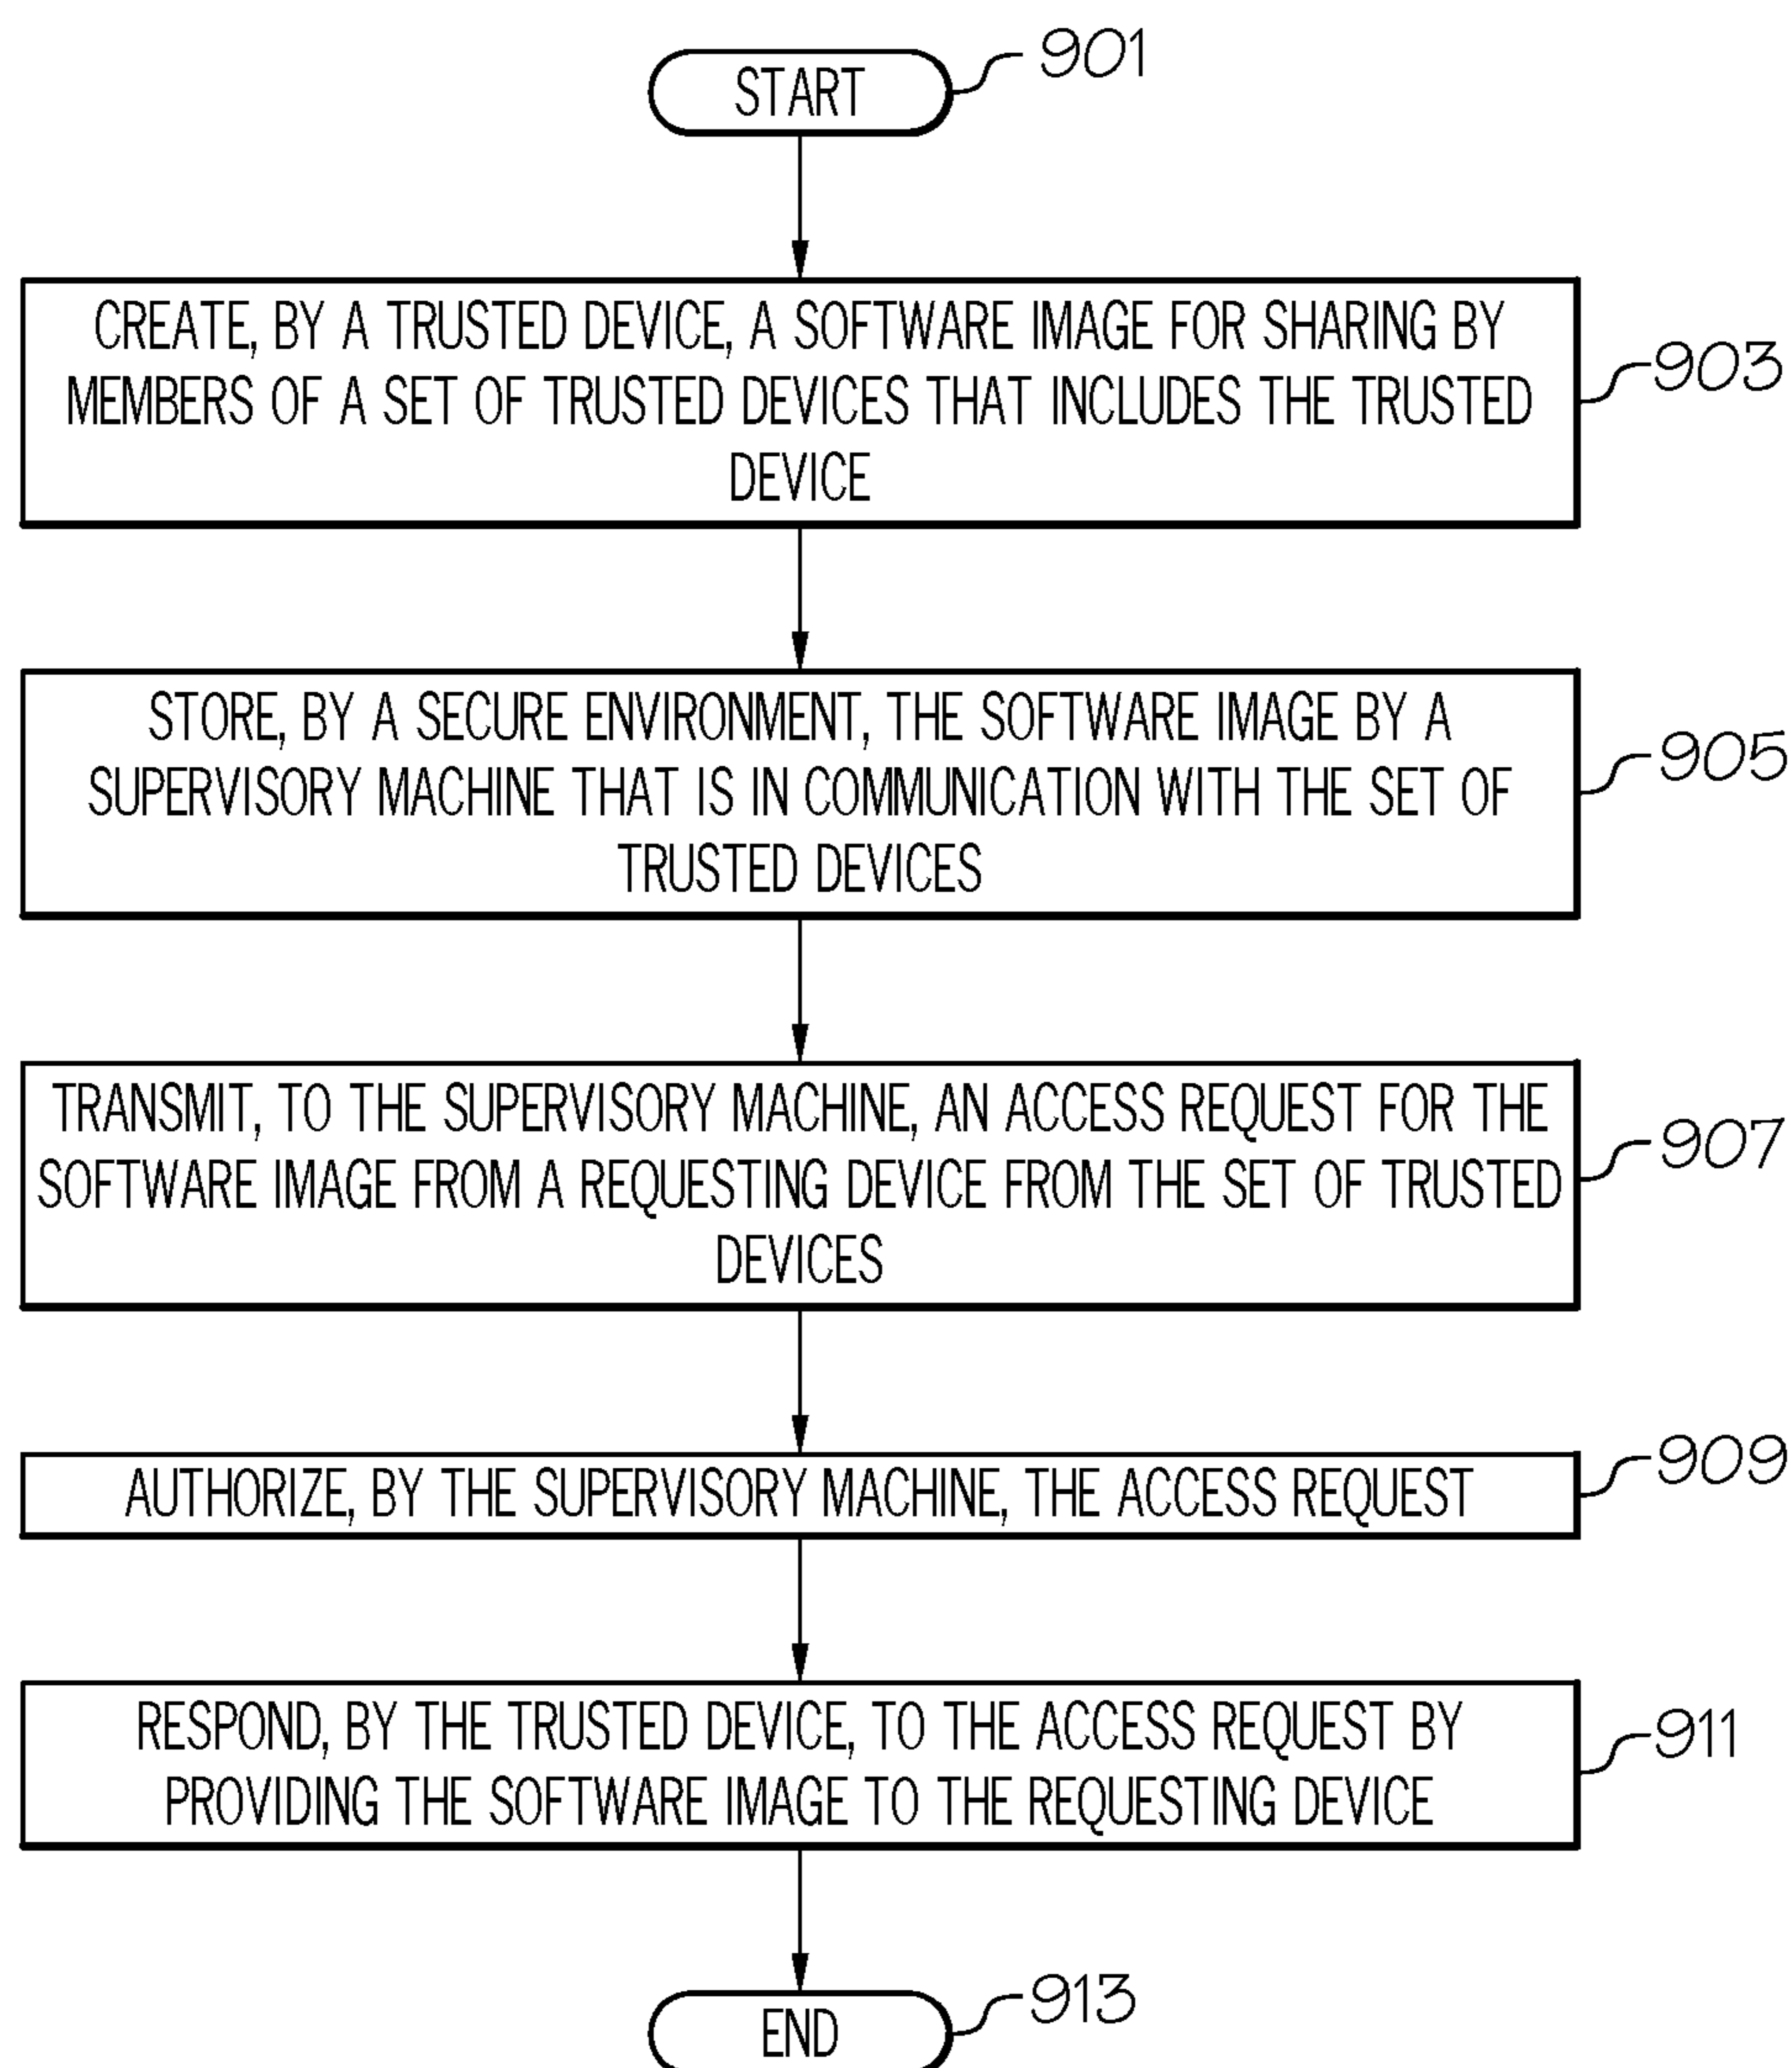 START
901
CREATE, BY A TRUSTED DEVICE, A SOFTWARE IMAGE FOR SHARING BY
MEMBERS OF A SET OF TRUSTED DEVICES THAT INCLUDES THE TRUSTED
DEVICE
903
STORE, BY A SECURE ENVIRONMENT, THE SOFTWARE IMAGE BY A
SUPERVISORY MACHINE THAT IS IN COMMUNICATION WITH THE SET OF
TRUSTED DEVICES
905
TRANSMIT, TO THE SUPERVISORY MACHINE, AN ACCESS REQUEST FOR THE
SOFTWARE IMAGE FROM A REQUESTING DEVICE FROM THE SET OF TRUSTED
DEVICES
907
AUTHORIZE, BY THE SUPERVISORY MACHINE, THE ACCESS REQUEST
909
RESPOND, BY THE TRUSTED DEVICE, TO THE ACCESS REQUEST BY
PROVIDING THE SOFTWARE IMAGE TO THE REQUESTING DEVICE
911
END
913